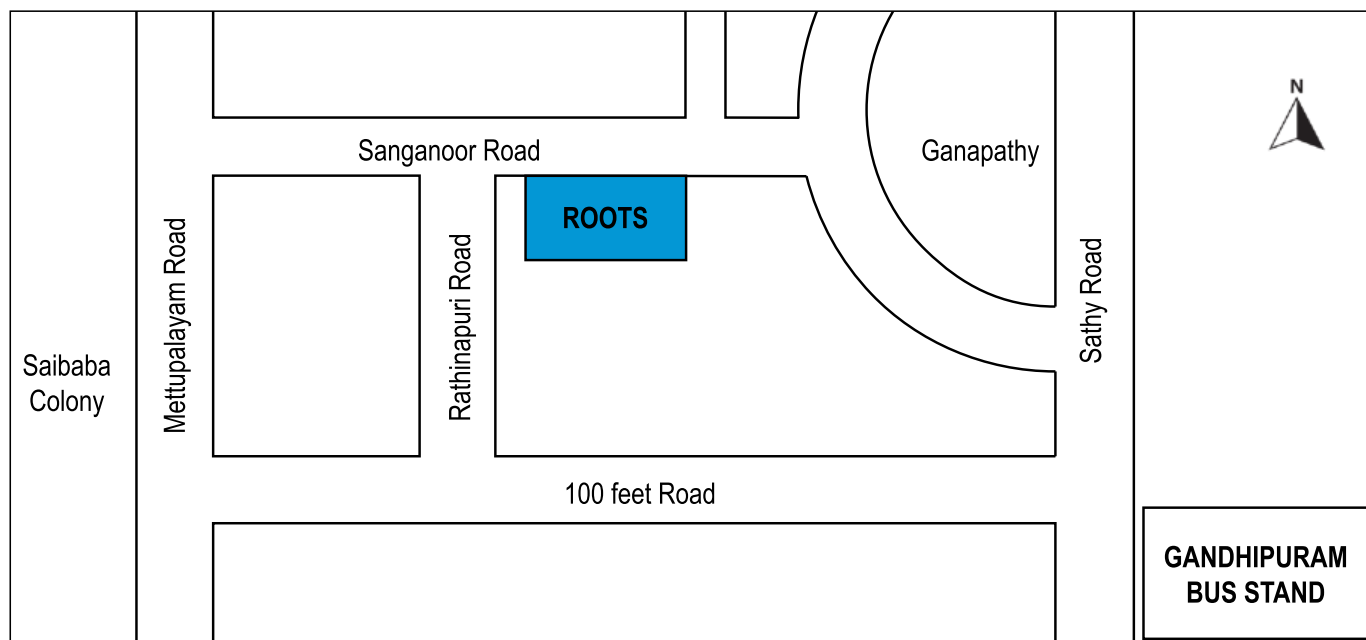 N
Sanganoor Road
Ganapathy
ROOTS
Mettupalayam Road
Rathinapuri Road
Sathy Road
Saibaba
Colony
100 feet Road
GANDHIPURAM
BUS STAND